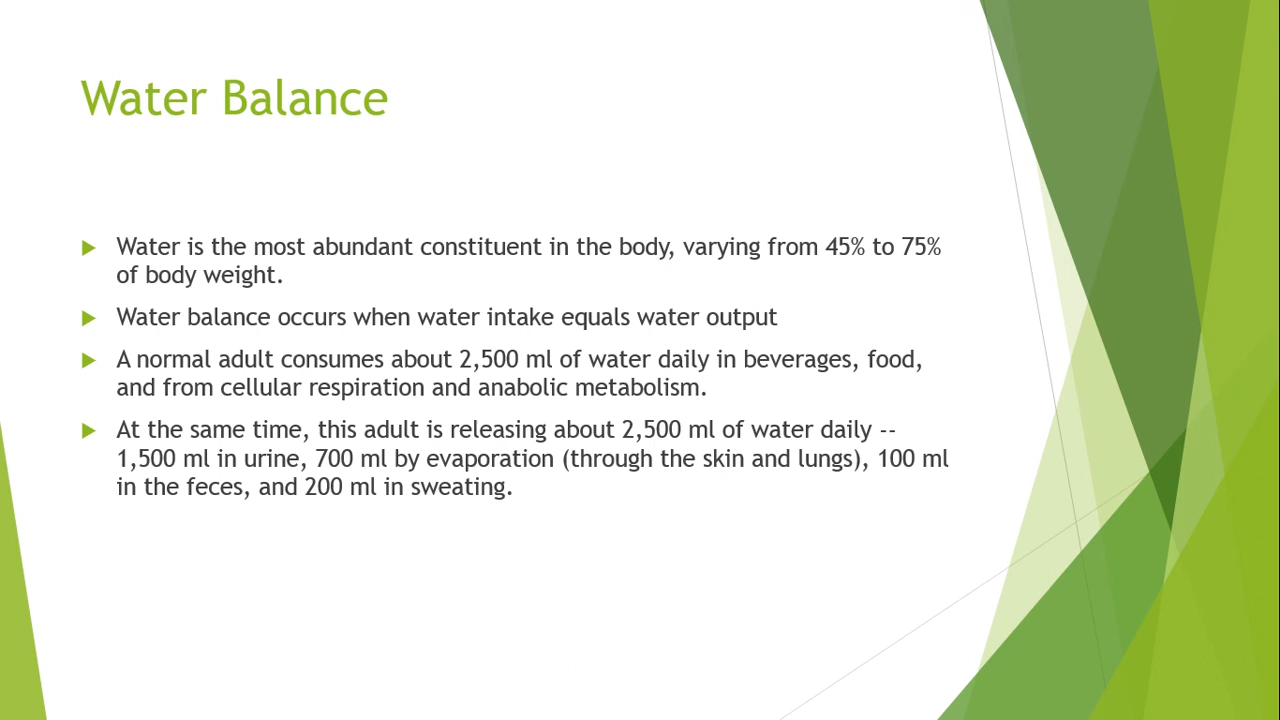 Water Balance
Water is the most abundant constituent in the body, varying from 45% to 75%
of body weight.
Water balance occurs when water intake equals water output
A normal adult consumes about 2,500 ml of water daily in beverages, food,
and from cellular respiration and anabolic metabolism.
At the same time, this adult is releasing about 2,500 ml of water daily --
1,500 ml in urine, 700 ml by evaporation (through the skin and lungs), 100 ml
in the feces, and 200 ml in sweating.